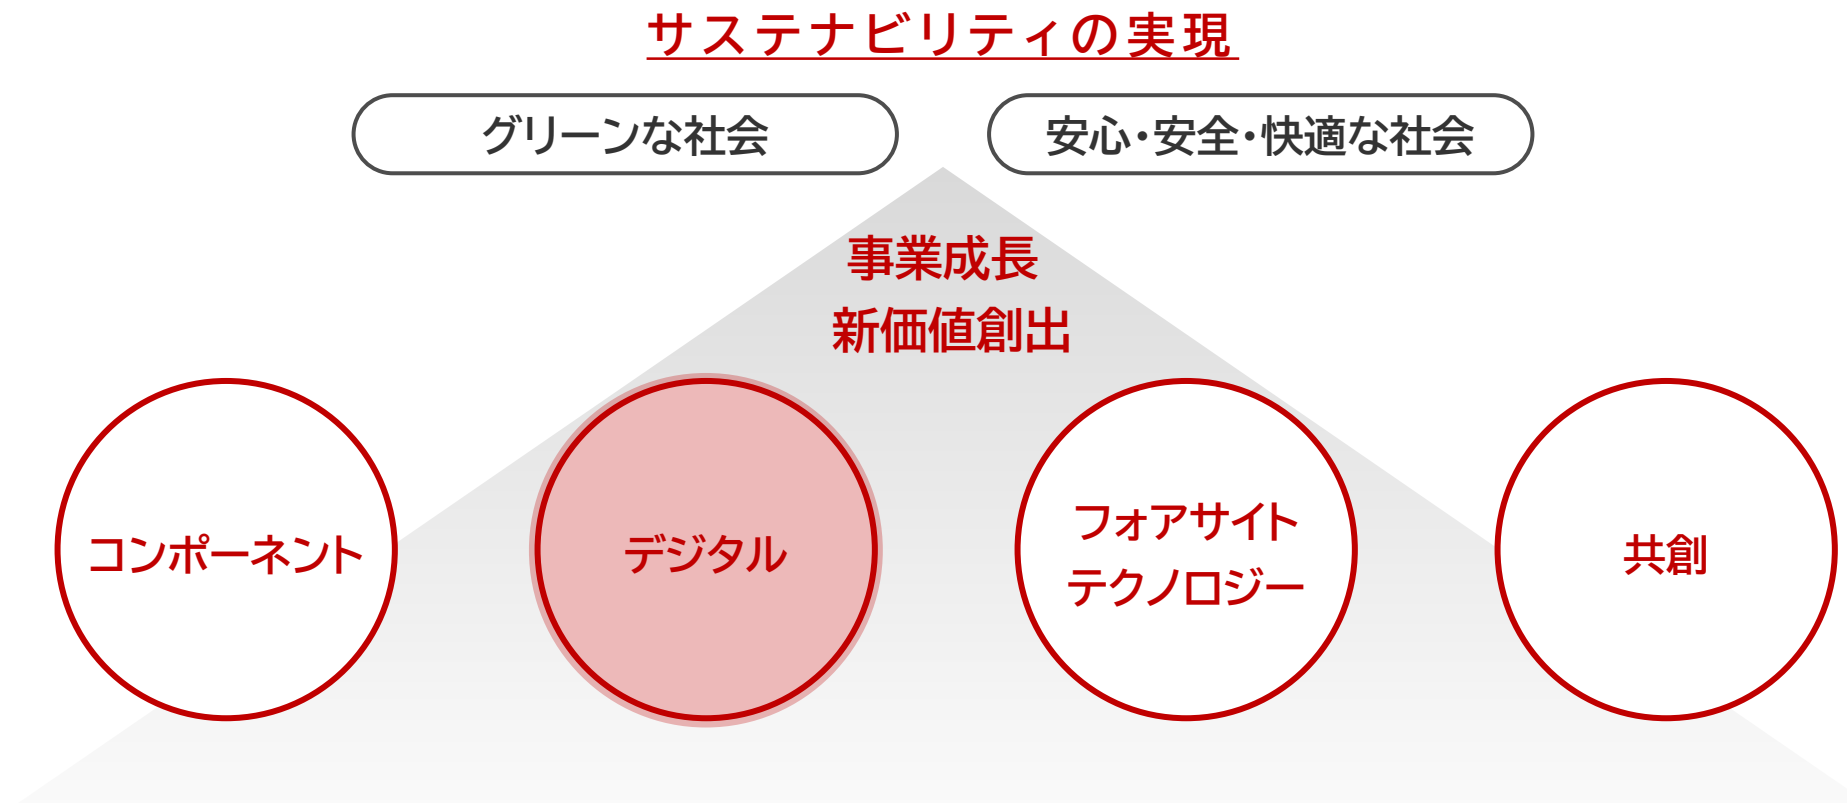 サステナビリティの実現
グリーンな社会
安心・安全・快適な社会
事業成長
新価値創出
コンポーネント
デジタル
フォアサイト
テクノロジー
共創